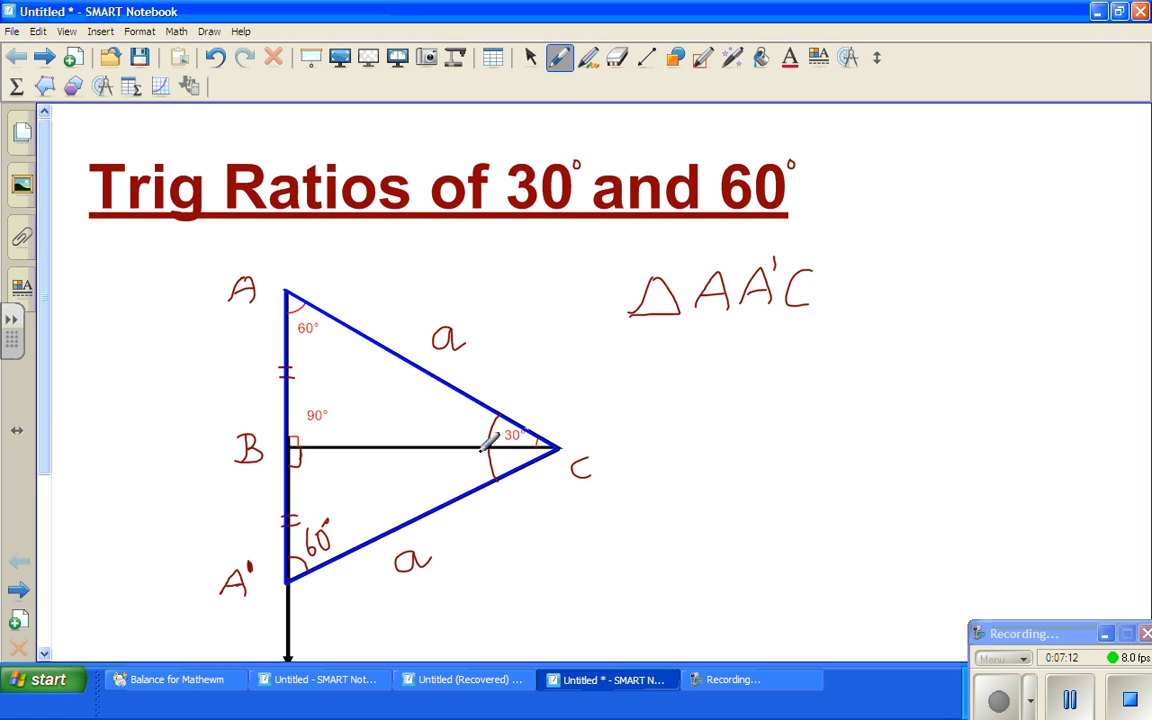 Untitled * - SMART Notebook
File Edit View Insert Format Math Draw Help
Trig Ratios of 30° and 60°
A
△ A A' C
60°
a
90°
30°
B
C
60°
a
A'
Recording...
Menu
0:07:12
8.0 fps
start
Balance for Mathewm
Untitled - SMART Not...
Untitled (Recovered) ...
Untitled * - SMART N...
Recording...